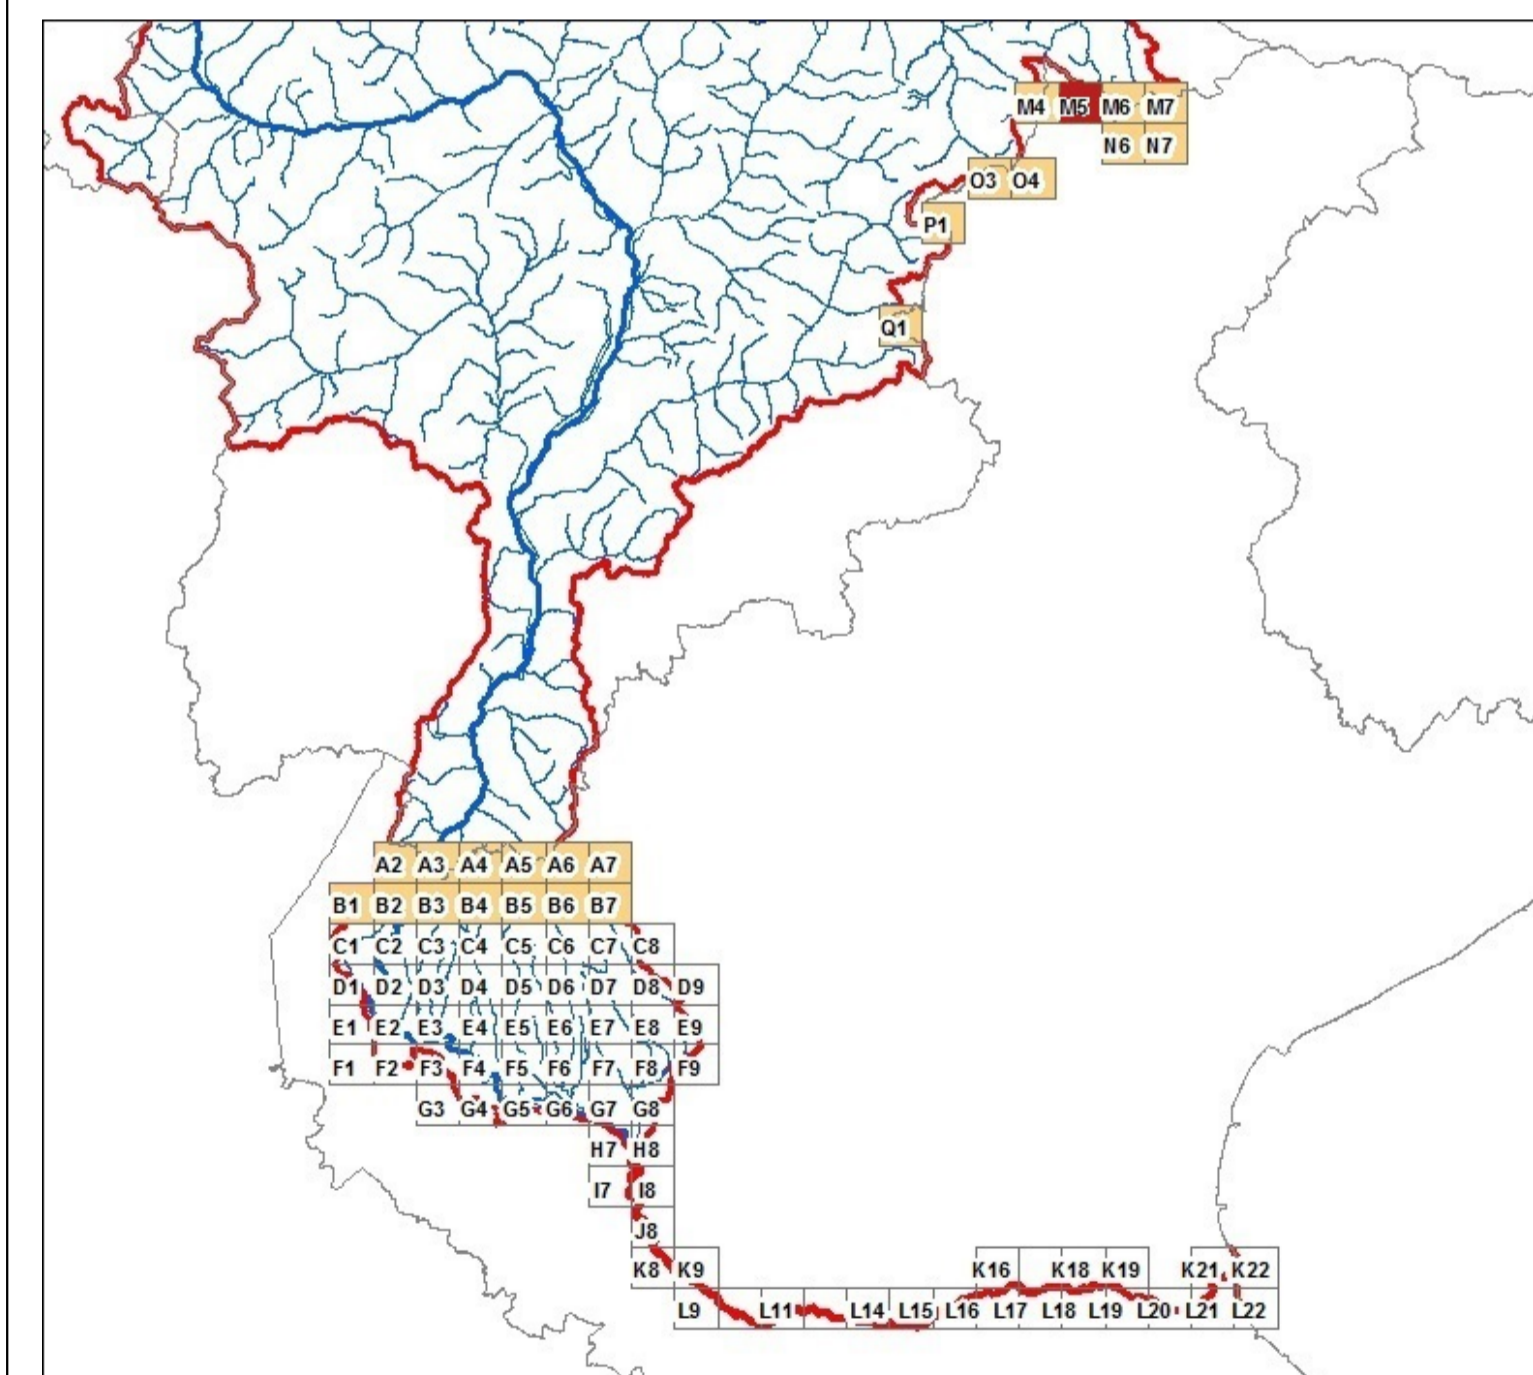 M4 M5 M6 M7
N6 N7
O3 O4
P1
Q1
A2 A3 A4 A5 A6 A7
B1 B2 B3 B4 B5 B6 B7
C1 C2 C3 C4 C5 C6 C7 C8
D1 D2 D3 D4 D5 D6 D7 D8 D9
E1 E2 E3 E4 E5 E6 E7 E8 E9
F1 F2 F3 F4 F5 F6 F7 F8 F9
G3 G4 G5 G6 G7 G8
H7 H8
I7 I8
J8
K8 K9 K16 K18 K19 K21 K22
L9 L11 L14 L15 L16 L17 L18 L19 L20 L21 L22